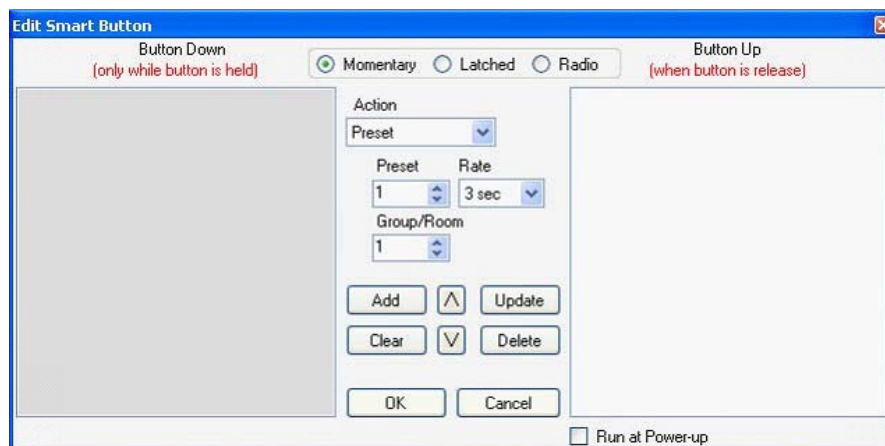 Edit Smart Button
Button Down
(only while button is held)
Momentary Latched Radio
Button Up
(when button is release)
Action
Preset
Preset Rate
1 3 sec
Group/Room
1
Add Update
Clear Delete
OK Cancel
Run at Power-up